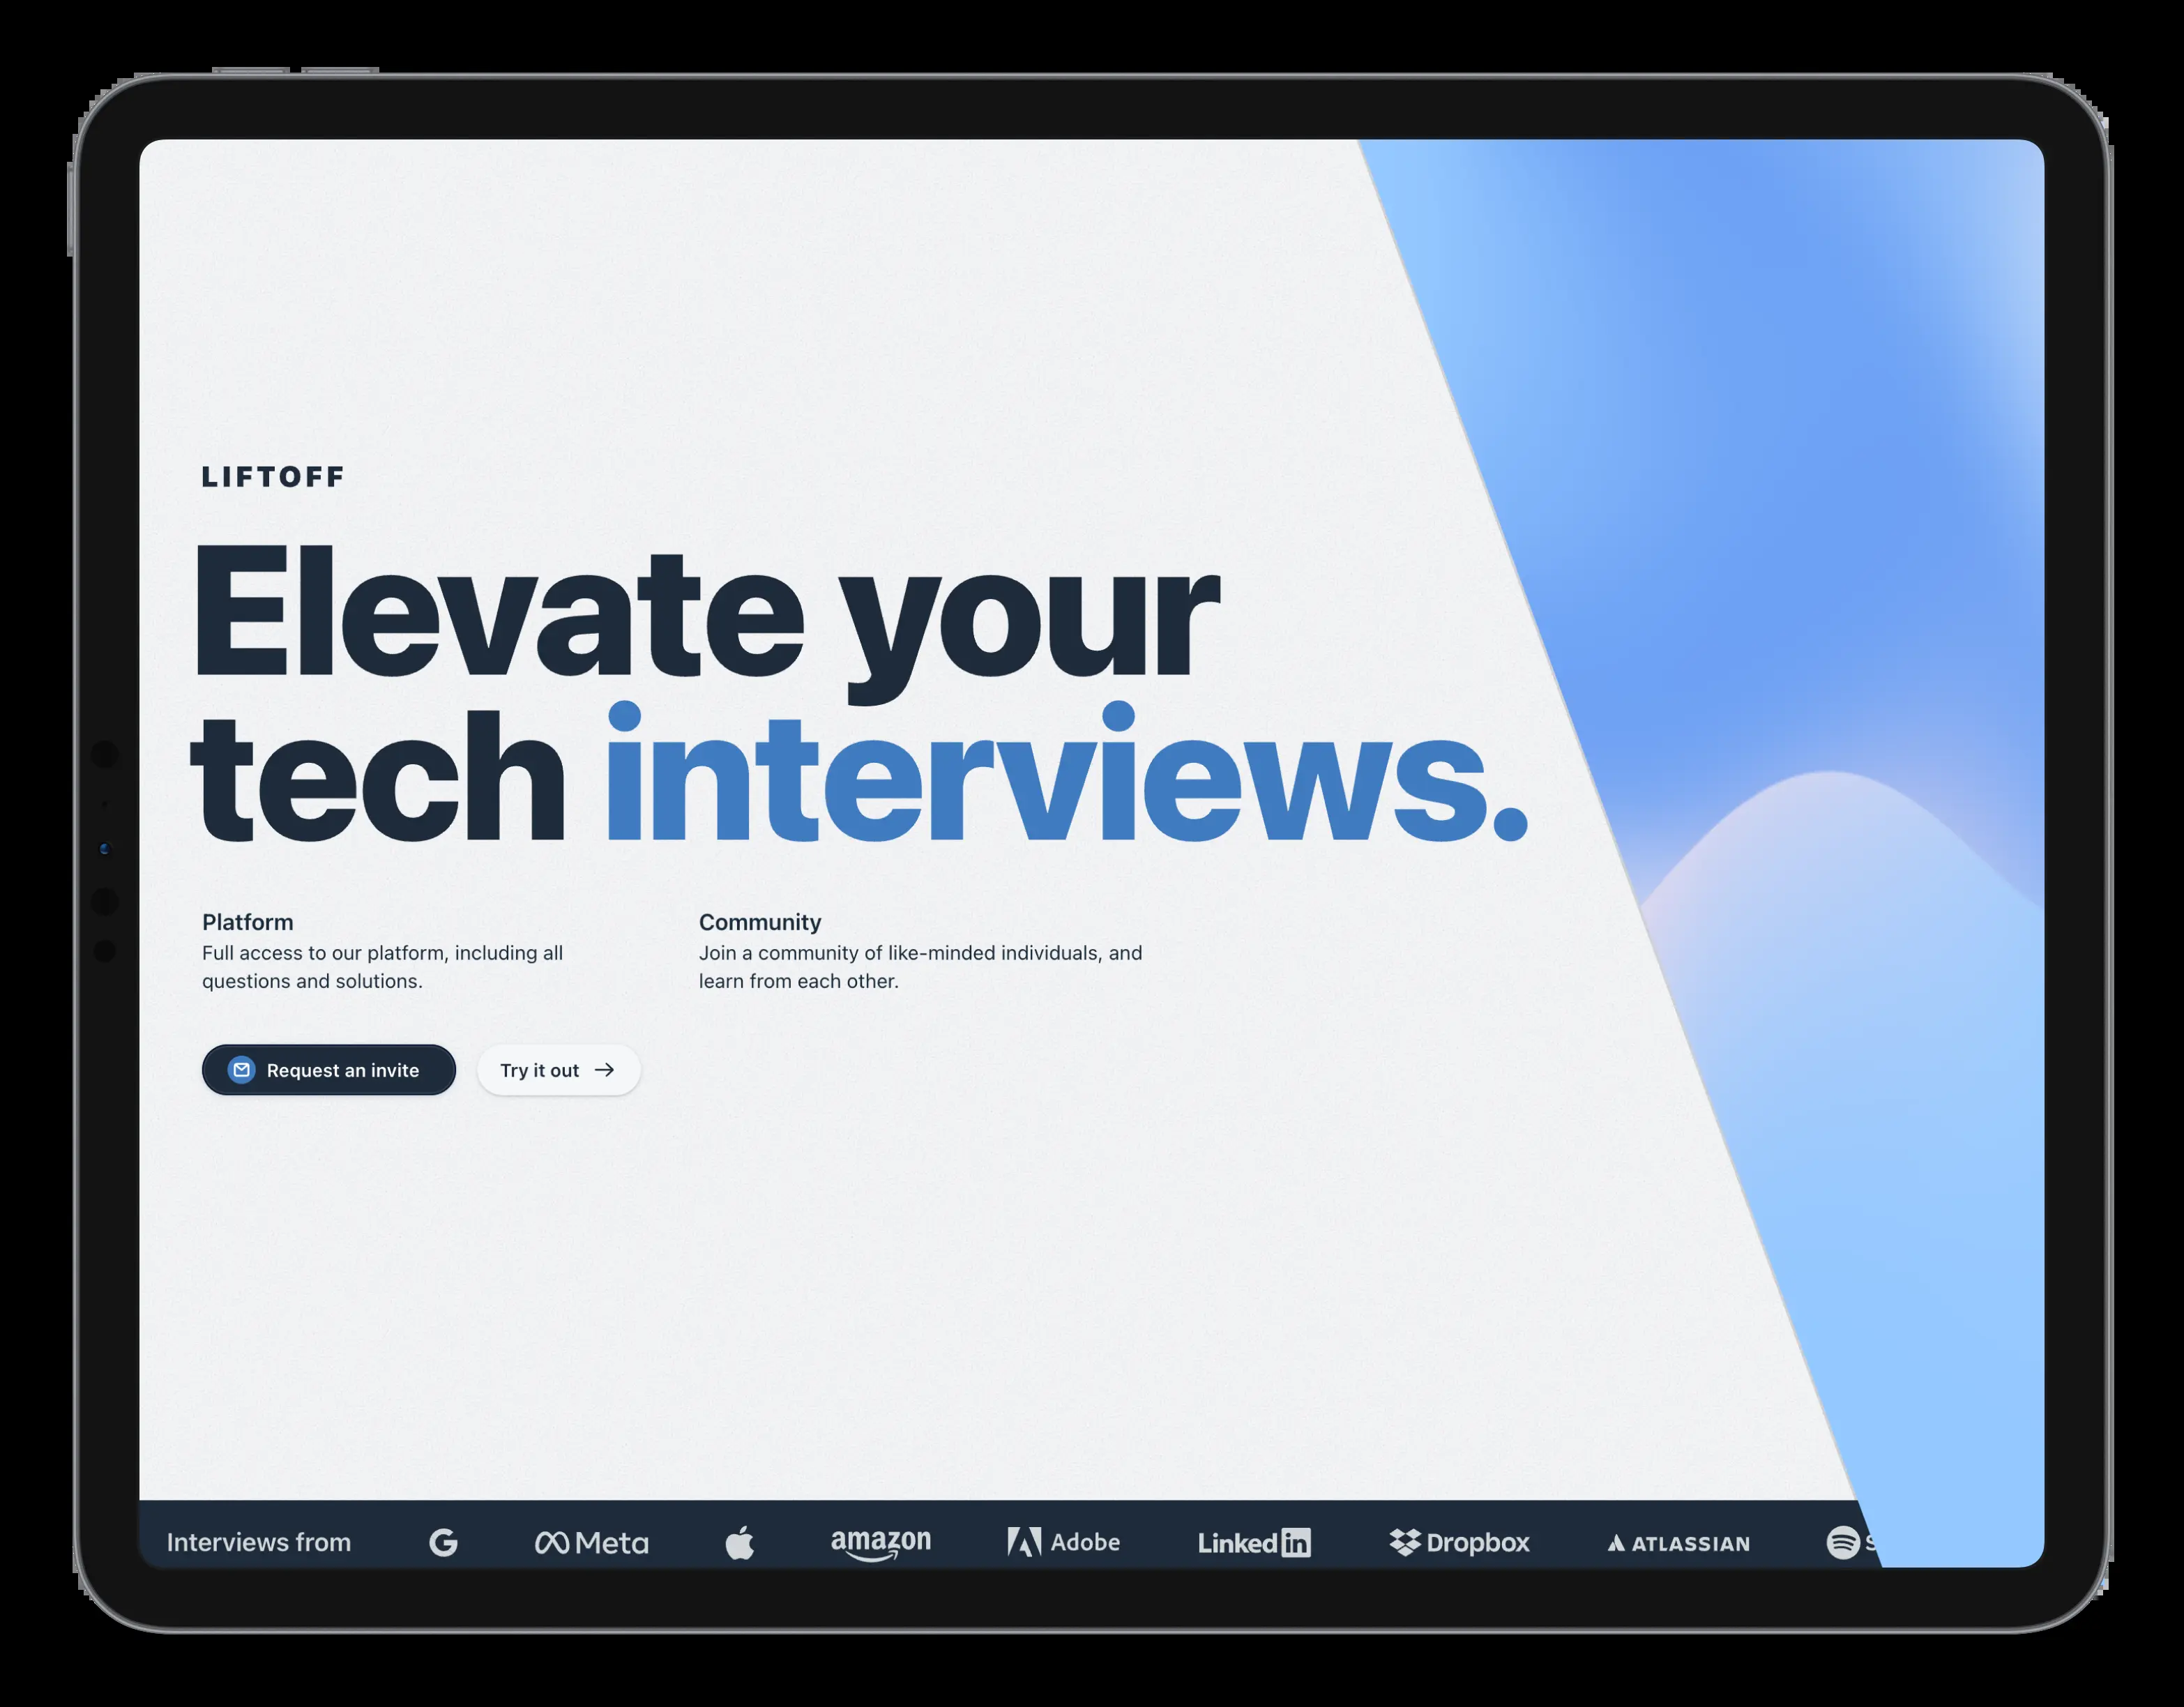 LIFTOFF
Elevate your
tech interviews.
Platform
Full access to our platform, including all
questions and solutions.
Community
Join a community of like-minded individuals, and
learn from each other.
Request an invite
Try it out →
Interviews from G Meta amazon Adobe Linkedin Dropbox ATLASSIAN